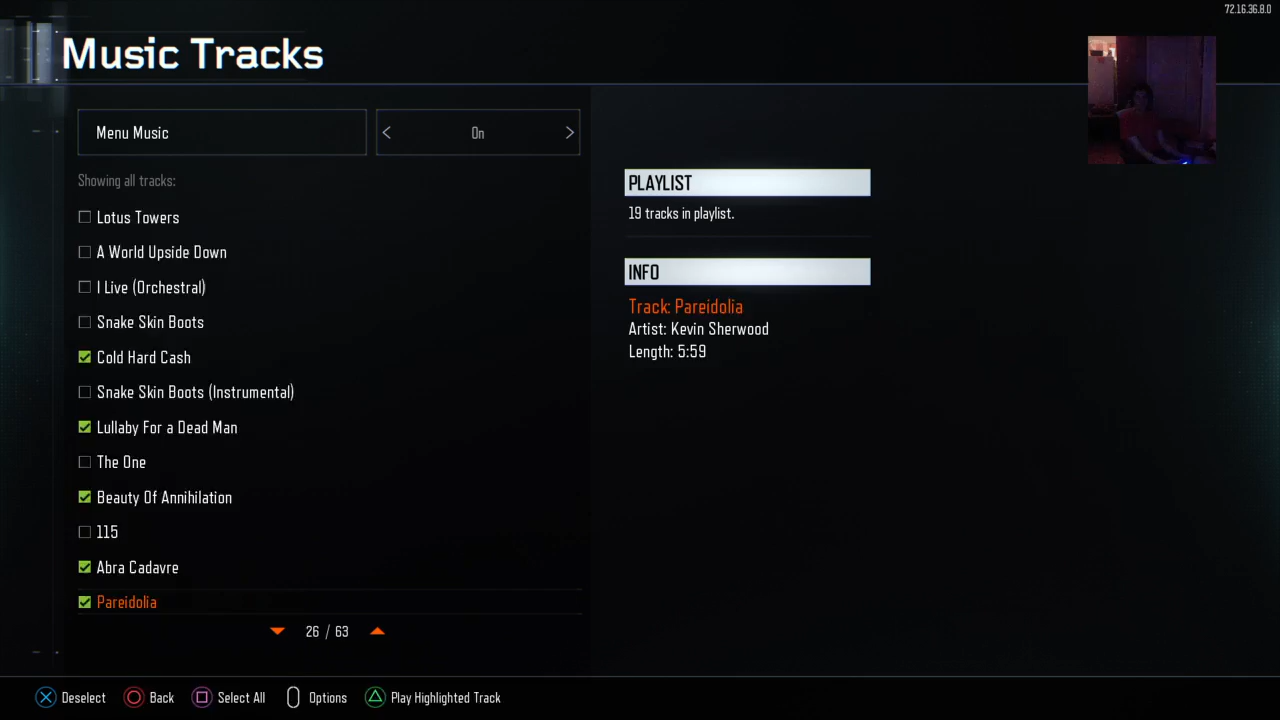 72.16.36.8.0
Music Tracks
Menu Music
On
Showing all tracks:
Lotus Towers
A World Upside Down
I Live (Orchestral)
Snake Skin Boots
Cold Hard Cash
Snake Skin Boots (Instrumental)
Lullaby For a Dead Man
The One
Beauty Of Annihilation
115
Abra Cadavre
Pareidolia
26 / 63
PLAYLIST
19 tracks in playlist.
INFO
Track: Pareidolia
Artist: Kevin Sherwood
Length: 5:59
Deselect Back Select All Options Play Highlighted Track